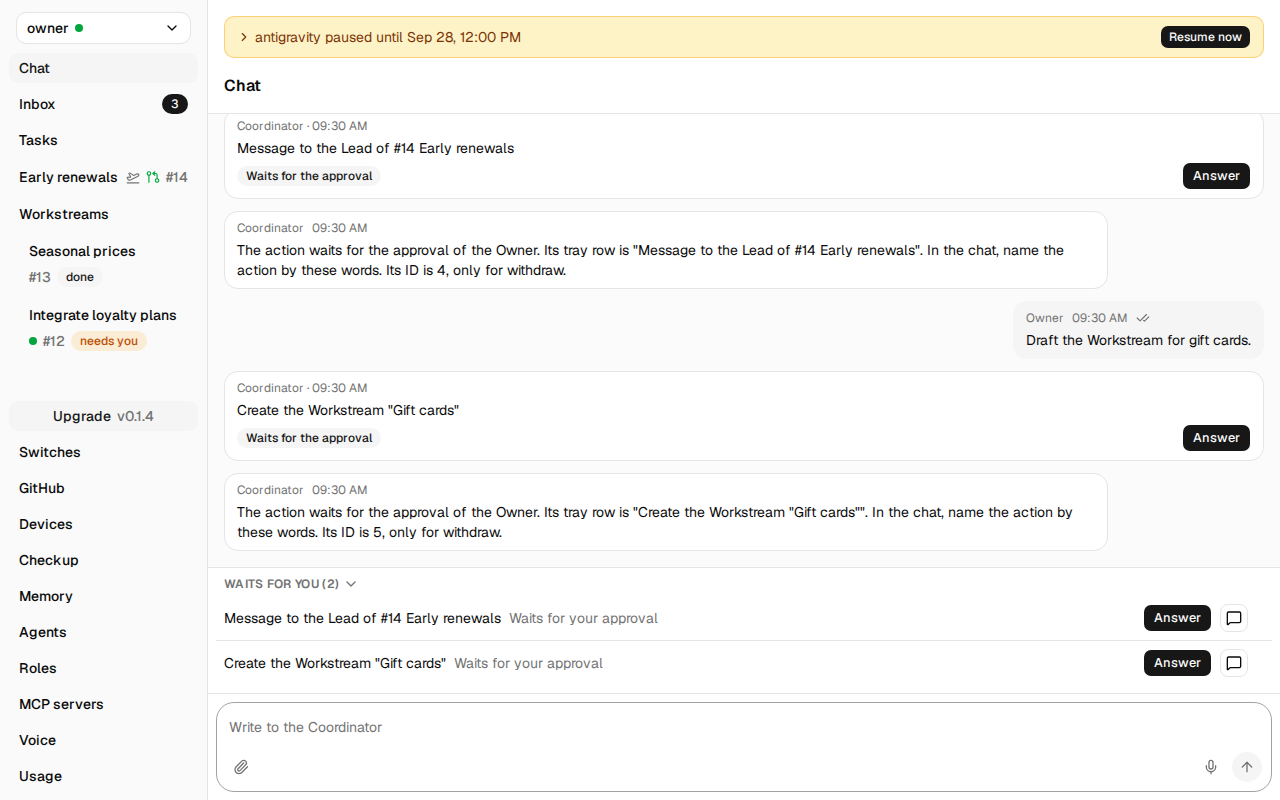 owner
Chat
Inbox 3
Tasks
Early renewals #14
Workstreams
Seasonal prices
#13 done
Integrate loyalty plans
#12 needs you
Upgrade v0.1.4
Switches
GitHub
Devices
Checkup
Memory
Agents
Roles
MCP servers
Voice
Usage
antigravity paused until Sep 28, 12:00 PM Resume now
Chat
Coordinator · 09:30 AM
Message to the Lead of #14 Early renewals
Waits for the approval Answer
Coordinator 09:30 AM
The action waits for the approval of the Owner. Its tray row is "Message to the Lead of #14 Early renewals". In the chat, name the
action by these words. Its ID is 4, only for withdraw.
Owner 09:30 AM
Draft the Workstream for gift cards.
Coordinator · 09:30 AM
Create the Workstream "Gift cards"
Waits for the approval Answer
Coordinator 09:30 AM
The action waits for the approval of the Owner. Its tray row is "Create the Workstream "Gift cards"". In the chat, name the action by
these words. Its ID is 5, only for withdraw.
WAITS FOR YOU (2)
Message to the Lead of #14 Early renewals Waits for your approval Answer
Create the Workstream "Gift cards" Waits for your approval Answer
Write to the Coordinator